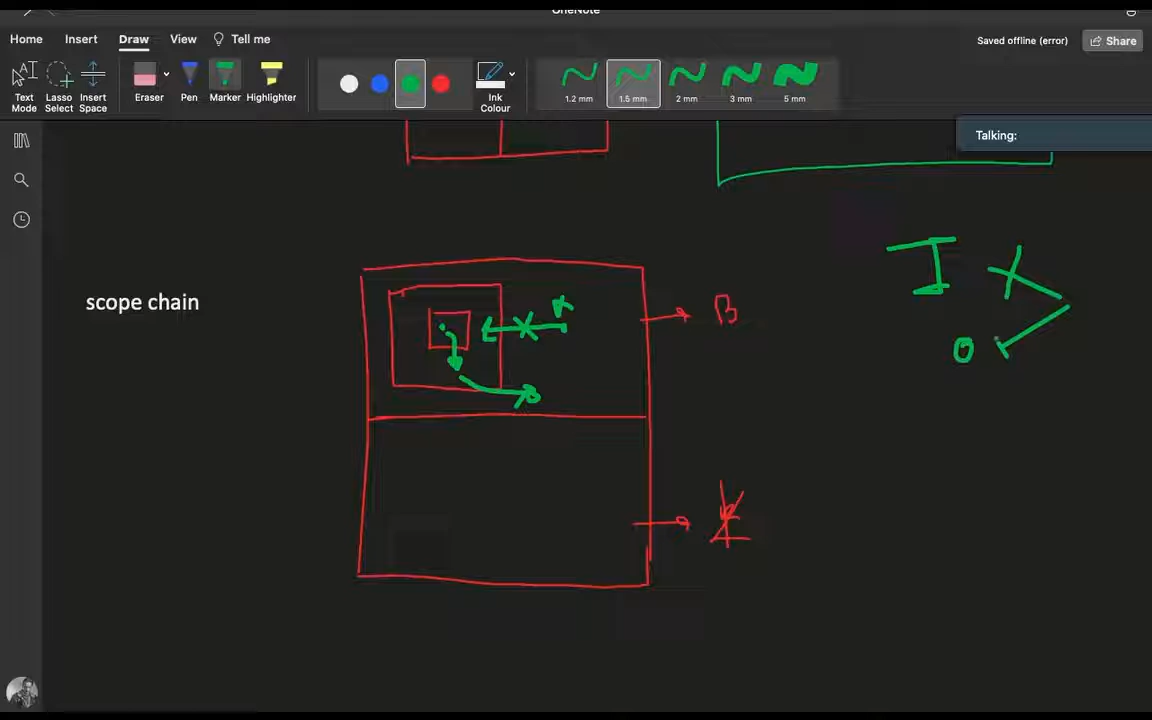 OneNote
Home Insert Draw View Tell me
Saved offline (error) Share
Text Mode
Lasso Select
Insert Space
Eraser
Pen
Marker
Highlighter
Ink Colour
1.2 mm
1.5 mm
2 mm
3 mm
5 mm
Talking:
scope chain
B
I
O